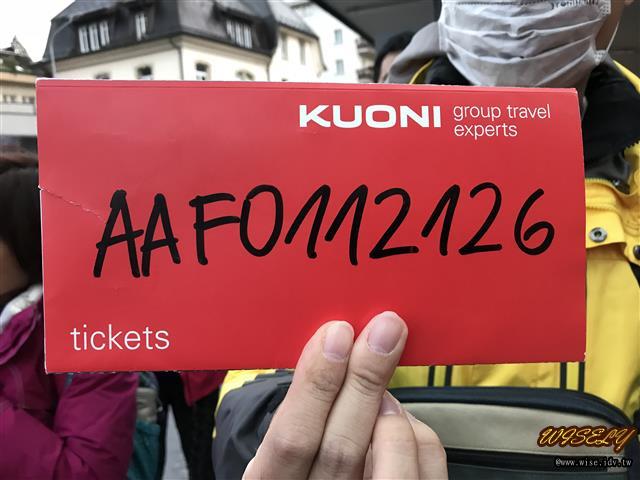 KUONI group travel
experts
AAF0112126
tickets
WISELY
@www.wise.idv.tw